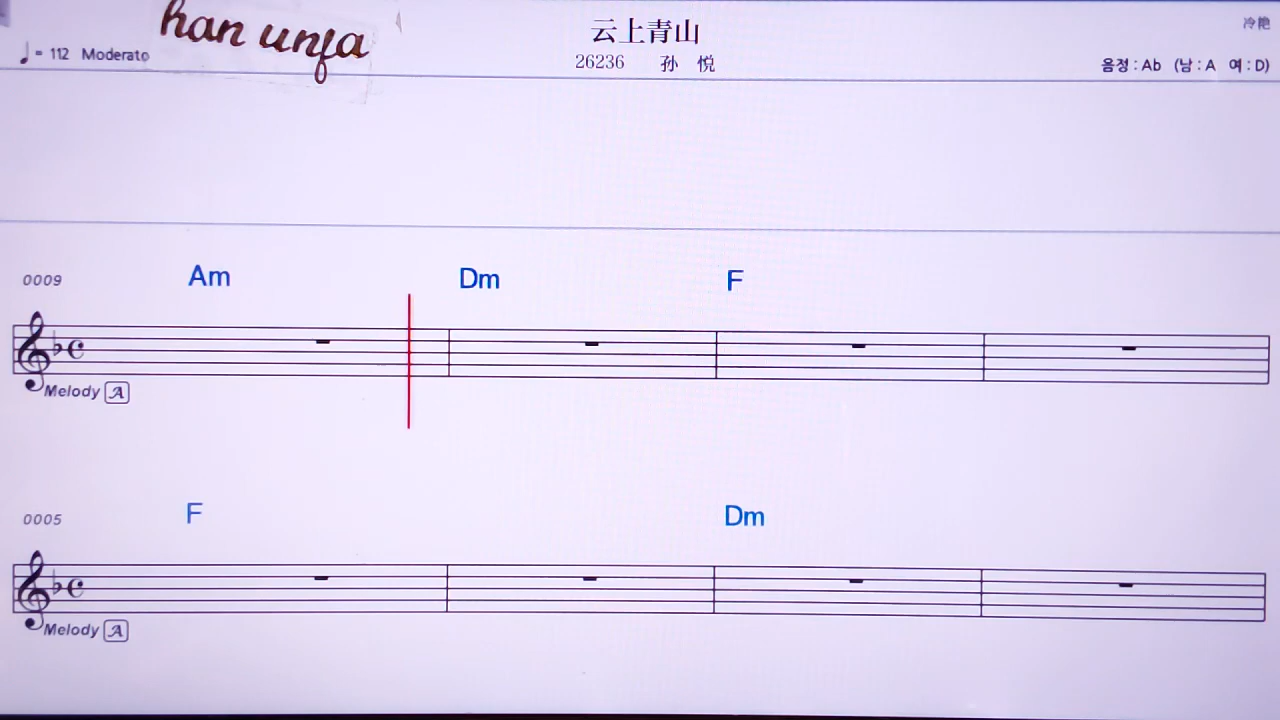 han unfa
云上青山
冷艳
♩= 112 Moderato
26236 孙 悦
음정 : Ab (남 : A 여 : D)
0009 Am Dm F
Melody A
0005 F Dm
Melody A